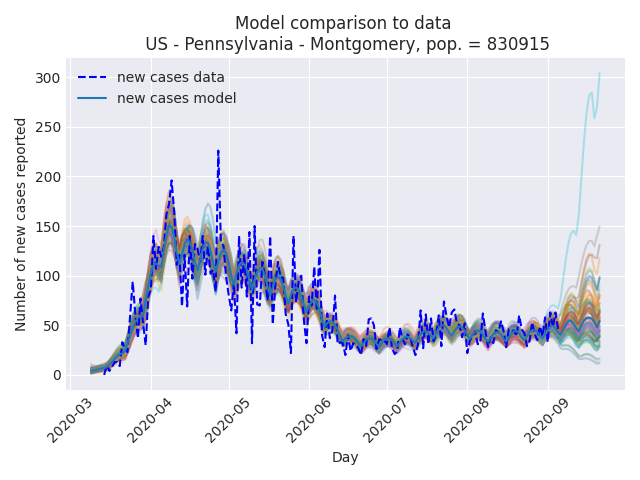 Model comparison to data
US - Pennsylvania - Montgomery, pop. = 830915
new cases data
new cases model
Number of new cases reported
300
250
200
150
100
50
0
2020-03
2020-04
2020-05
2020-06
2020-07
2020-08
2020-09
Day